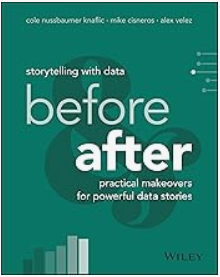 cole nussbaumer knaflic · mike cisneros · alex velez
storytelling with data
before
&
after
practical makeovers
for powerful data stories
WILEY